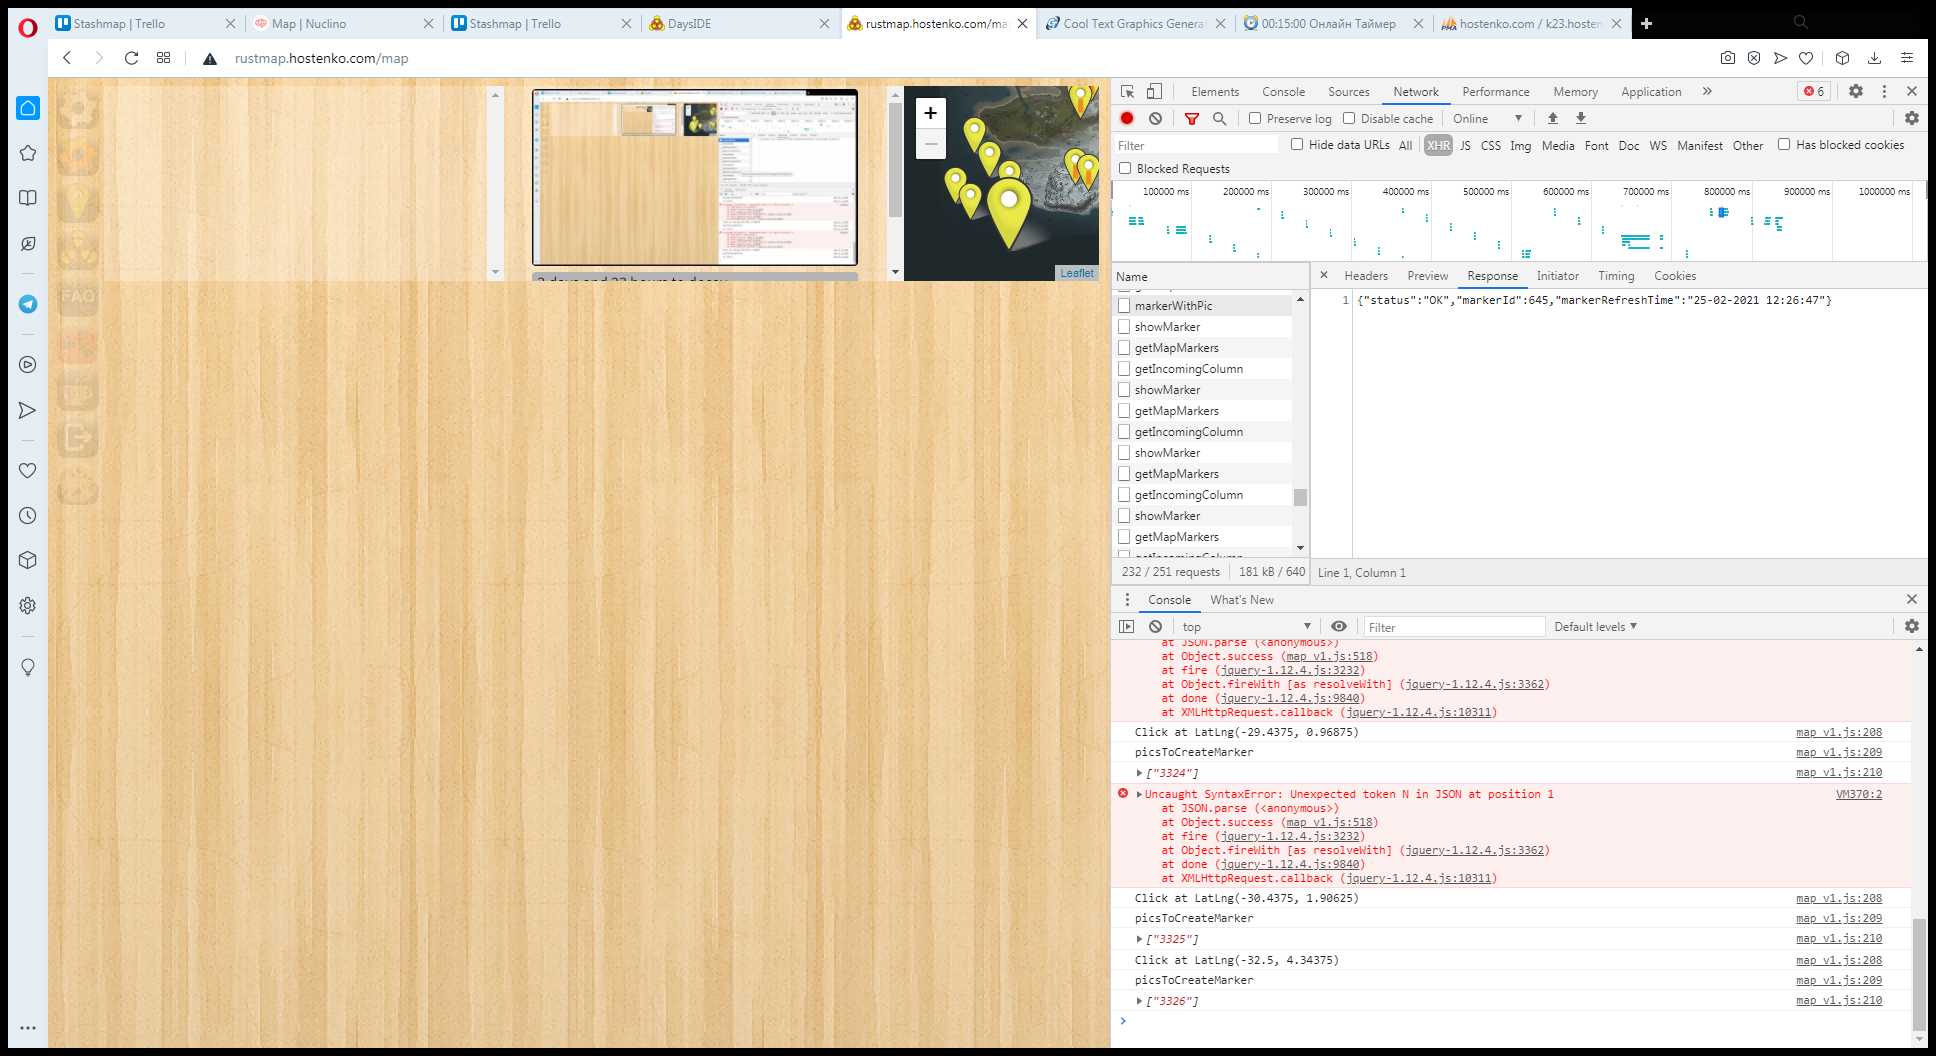 Stashmap | Trello
Map | Nuclino
Stashmap | Trello
DaysIDE
rustmap.hostenko.com/ma
Cool Text Graphics Genera
00:15:00 Онлайн Таймер
hostenko.com / k23.hosten
rustmap.hostenko.com/map
FAQ
+
−
Leaflet
Elements Console Sources Network Performance Memory Application » 6
Preserve log Disable cache Online
Filter Hide data URLs All XHR JS CSS Img Media Font Doc WS Manifest Other Has blocked cookies
Blocked Requests
100000 ms 200000 ms 300000 ms 400000 ms 500000 ms 600000 ms 700000 ms 800000 ms 900000 ms 1000000 ms
Name
markerWithPic
showMarker
getMapMarkers
getIncomingColumn
showMarker
getMapMarkers
getIncomingColumn
showMarker
getMapMarkers
getIncomingColumn
showMarker
getMapMarkers
getIncomingColumn
232 / 251 requests 181 kB / 640
Headers Preview Response Initiator Timing Cookies
1 {"status":"OK","markerId":645,"markerRefreshTime":"25-02-2021 12:26:47"}
Line 1, Column 1
Console What's New
top Filter Default levels
at JSON.parse (<anonymous>)
at Object.success (map_v1.js:518)
at fire (jquery-1.12.4.js:3232)
at Object.fireWith [as resolveWith] (jquery-1.12.4.js:3362)
at done (jquery-1.12.4.js:9840)
at XMLHttpRequest.callback (jquery-1.12.4.js:10311)
Click at LatLng(-29.4375, 0.96875) map_v1.js:208
picsToCreateMarker map_v1.js:209
["3324"] map_v1.js:210
Uncaught SyntaxError: Unexpected token N in JSON at position 1 VM370:2
at JSON.parse (<anonymous>)
at Object.success (map_v1.js:518)
at fire (jquery-1.12.4.js:3232)
at Object.fireWith [as resolveWith] (jquery-1.12.4.js:3362)
at done (jquery-1.12.4.js:9840)
at XMLHttpRequest.callback (jquery-1.12.4.js:10311)
Click at LatLng(-30.4375, 1.90625) map_v1.js:208
picsToCreateMarker map_v1.js:209
["3325"] map_v1.js:210
Click at LatLng(-32.5, 4.34375) map_v1.js:208
picsToCreateMarker map_v1.js:209
["3326"] map_v1.js:210